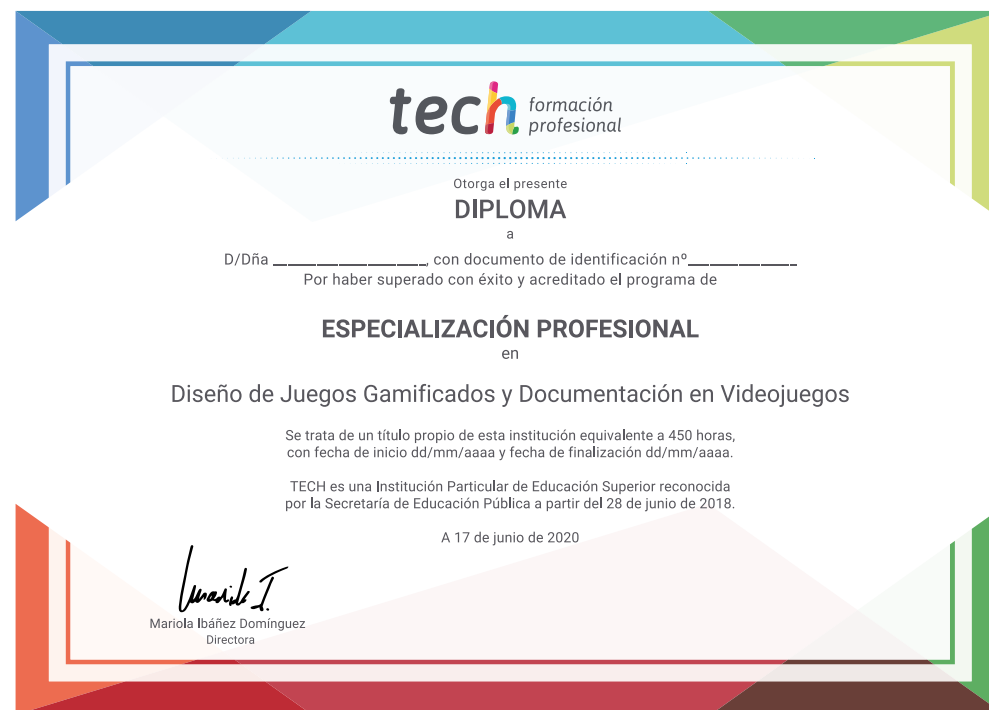 tech formación
profesional
Otorga el presente
DIPLOMA
a
D/Dña ____________________, con documento de identificación nº______________
Por haber superado con éxito y acreditado el programa de
ESPECIALIZACIÓN PROFESIONAL
en
Diseño de Juegos Gamificados y Documentación en Videojuegos
Se trata de un título propio de esta institución equivalente a 450 horas,
con fecha de inicio dd/mm/aaaa y fecha de finalización dd/mm/aaaa.
TECH es una Institución Particular de Educación Superior reconocida
por la Secretaría de Educación Pública a partir del 28 de junio de 2018.
A 17 de junio de 2020
Mariola Ibáñez Domínguez
Directora